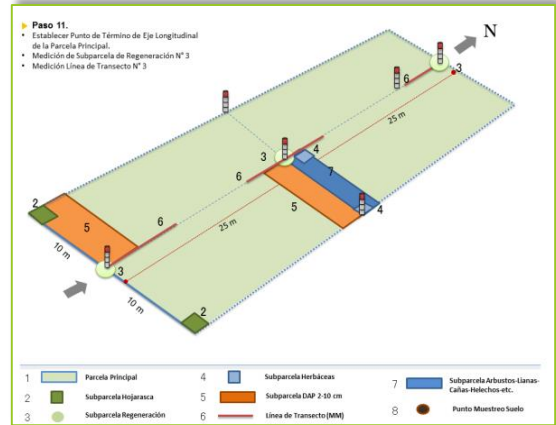 Paso 11.
• Establecer Punto de Término de Eje Longitudinal
de la Parcela Principal.
• Medición de Subparcela de Regeneración N° 3
• Medición Línea de Transecto N° 3
N
6
3
25 m
3
4
7
6
2
5
6
5
4
25 m
10 m
3
10 m
2
1 Parcela Principal
2 Subparcela Hojarasca
3 Subparcela Regeneración
4 Subparcela Herbáceas
5 Subparcela DAP 2-10 cm
6 Línea de Transecto (MM)
7 Subparcela Arbustos-Lianas-
Cañas-Helechos-etc.
8 Punto Muestreo Suelo